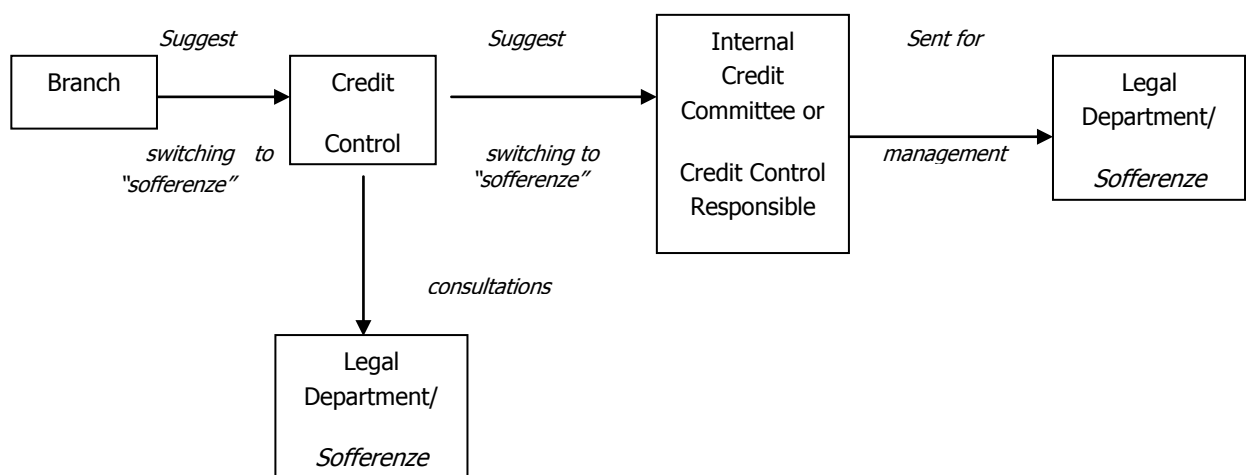 Suggest
Suggest
Internal
Credit
Committee or
Credit Control
Responsible
Sent for
Branch
Credit
Control
Legal
Department/
Sofferenze
switching to
“sofferenze”
switching to
“sofferenze”
management
consultations
Legal
Department/
Sofferenze